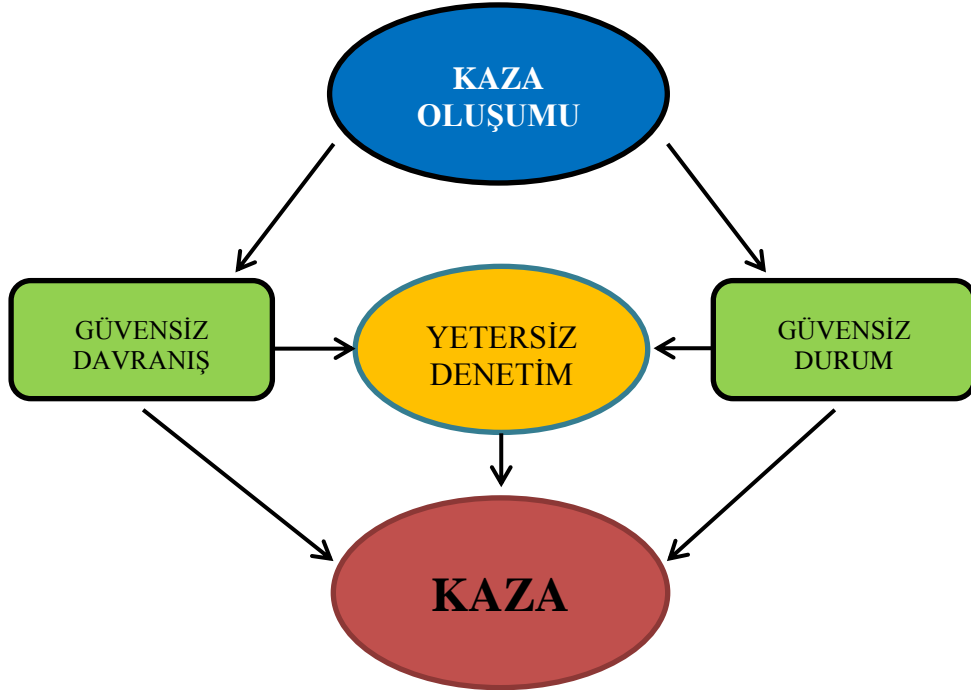 KAZA
OLUŞUMU
GÜVENSİZ
DAVRANIŞ
YETERSİZ
DENETİM
GÜVENSİZ
DURUM
KAZA